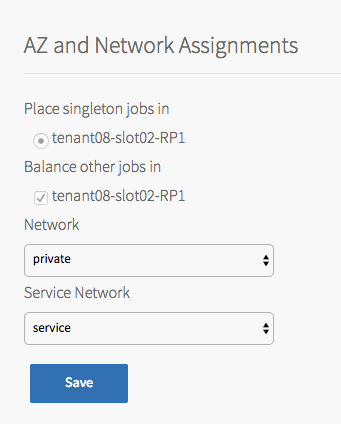 AZ and Network Assignments
Place singleton jobs in
tenant08-slot02-RP1
Balance other jobs in
tenant08-slot02-RP1
Network
private
Service Network
service
Save